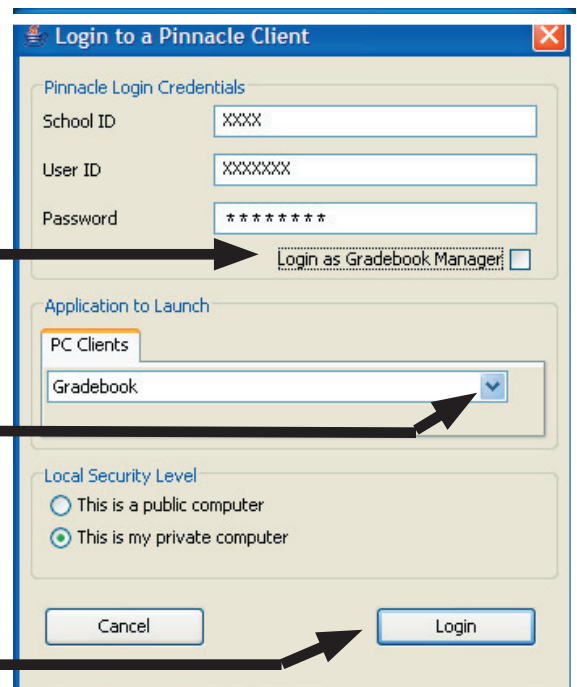 Login to a Pinnacle Client
Pinnacle Login Credentials
School ID XXXX
User ID XXXXXXX
Password ********
Login as Gradebook Manager
Application to Launch
PC Clients
Gradebook
Local Security Level
This is a public computer
This is my private computer
Cancel Login